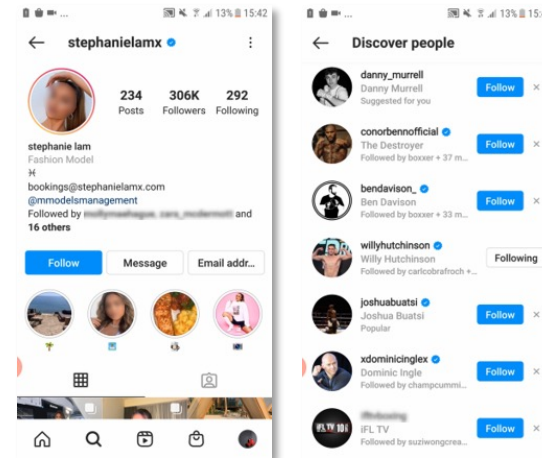 ... 13% 15:42
stephanielamx
234 306K 292
Posts Followers Following
stephanie lam
Fashion Model
bookings@stephanielamx.com
@mmodelsmanagement
Followed by and
16 others
Follow Message Email addr...
... 13% 15:
Discover people
danny_murrell
Danny Murrell
Suggested for you
Follow
conorbennofficial
The Destroyer
Followed by boxxer + 37 m...
Follow
bendavison_
Ben Davison
Followed by boxxer + 33 m...
Follow
willyhutchinson
Willy Hutchinson
Followed by carlcobrafroch +...
Following
joshuabuatsi
Joshua Buatsi
Popular
Follow
xdominicinglex
Dominic Ingle
Followed by champcummi...
Follow
iFL TV
Followed by suziwongcrea...
Follow